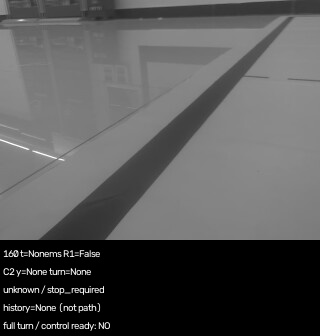 160 t=Nonems R1=False
C2 y=None turn=None
unknown / stop_required
history=None (not path)
full turn / control ready: NO